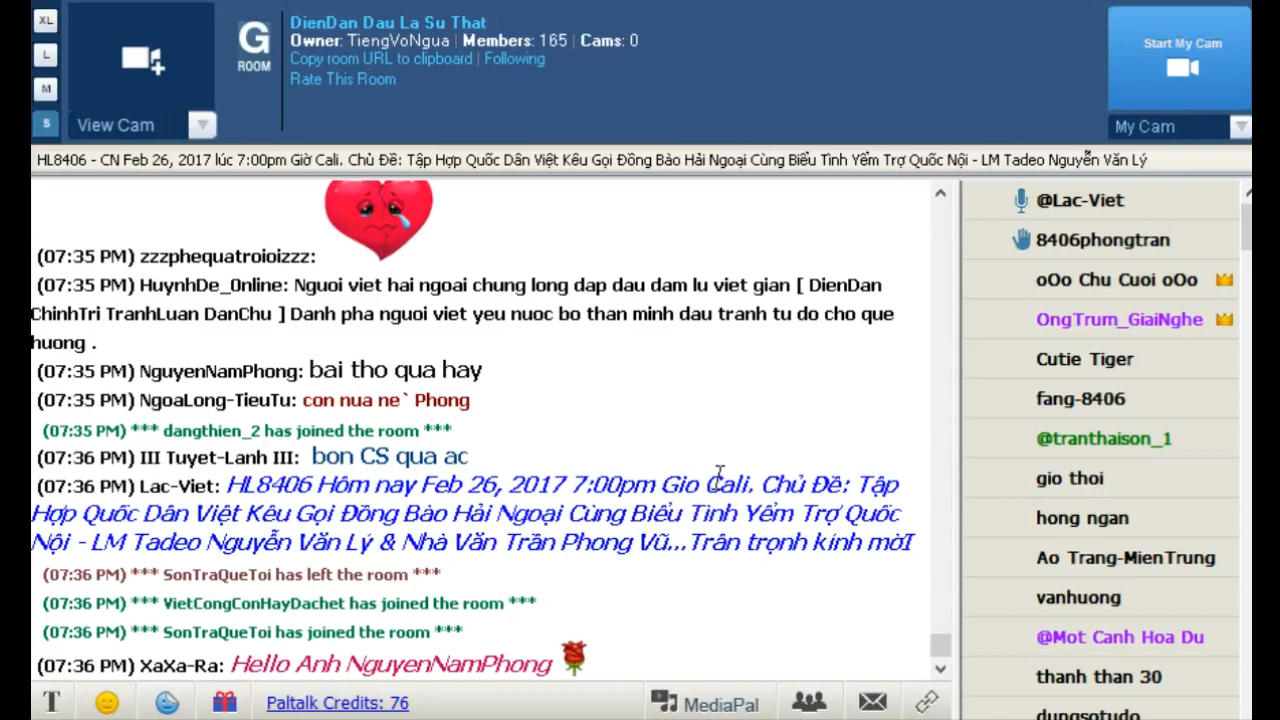 XL
L
M
S
View Cam
G
ROOM
DienDan Dau La Su That
Owner: TiengVoNgua | Members: 165 | Cams: 0
Copy room URL to clipboard | Following
Rate This Room
Start My Cam
My Cam
HL8406 - CN Feb 26, 2017 lúc 7:00pm Giờ Cali. Chủ Đề: Tập Hợp Quốc Dân Việt Kêu Gọi Đồng Bào Hải Ngoại Cùng Biểu Tình Yểm Trợ Quốc Nội - LM Tadeo Nguyễn Văn Lý
(07:35 PM) zzzphequatroioizzz:
(07:35 PM) HuynhDe_Online: Nguoi viet hai ngoai chung long dap dau dam lu viet gian [ DienDan
ChinhTri TranhLuan DanChu ] Danh pha nguoi viet yeu nuoc bo than minh dau tranh tu do cho que
huong .
(07:35 PM) NguyenNamPhong: bai tho qua hay
(07:35 PM) NgoaLong-TieuTu: con nua ne` Phong
(07:35 PM) *** dangthien_2 has joined the room ***
(07:36 PM) III Tuyet-Lanh III: bon CS qua ac
(07:36 PM) Lac-Viet: HL8406 Hôm nay Feb 26, 2017 7:00pm Gio Cali. Chủ Đề: Tập
Hợp Quốc Dân Việt Kêu Gọi Đồng Bào Hải Ngoại Cùng Biểu Tình Yểm Trợ Quốc
Nội - LM Tadeo Nguyễn Văn Lý & Nhà Văn Trần Phong Vũ...Trân trọnh kính mờI
(07:36 PM) *** SonTraQueToi has left the room ***
(07:36 PM) *** VietCongConHayDachet has joined the room ***
(07:36 PM) *** SonTraQueToi has joined the room ***
(07:36 PM) XaXa-Ra: Hello Anh NguyenNamPhong
@Lac-Viet
8406phongtran
oOo Chu Cuoi oOo
OngTrum_GiaiNghe
Cutie Tiger
fang-8406
@tranthaison_1
gio thoi
hong ngan
Ao Trang-MienTrung
vanhuong
@Mot Canh Hoa Du
thanh than 30
dungsotudo
T
Paltalk Credits: 76
MediaPal